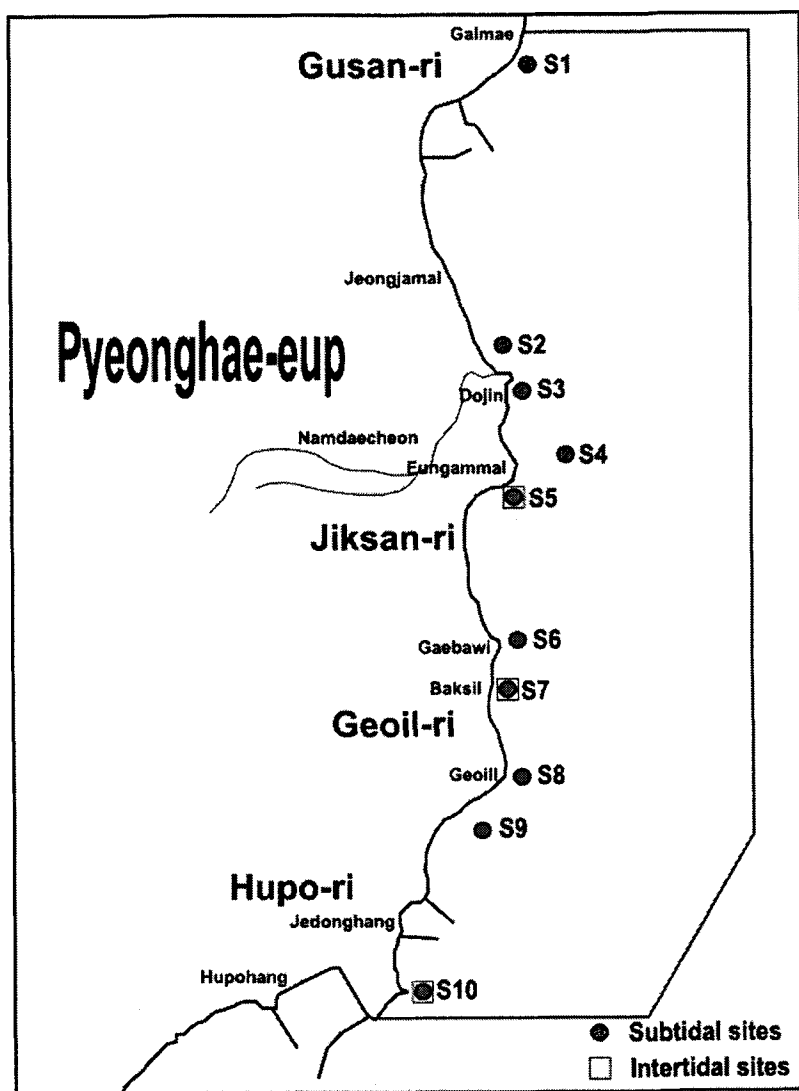 Galmae
Gusan-ri
S1
Jeongjamal
Pyeonghae-eup
S2
Dojin
S3
Namdaecheon
Eungammal
S4
S5
Jiksan-ri
Gaebawi
S6
Baksil
S7
Geoil-ri
Geoill
S8
S9
Hupo-ri
Jedonghang
Hupohang
S10
Subtidal sites
Intertidal sites